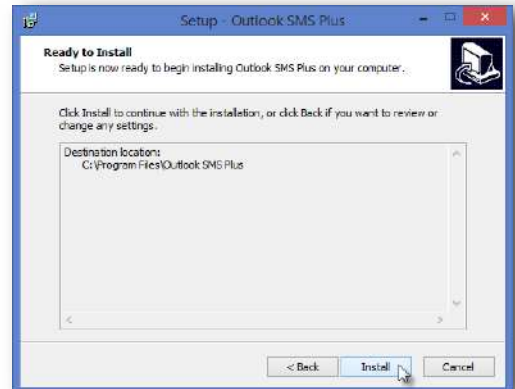 Setup - Outlook SMS Plus
Ready to Install
Setup is now ready to begin installing Outlook SMS Plus on your computer.
Click Install to continue with the installation, or click Back if you want to review or
change any settings.
Destination location:
C:\Program Files\Outlook SMS Plus
< Back
Install
Cancel